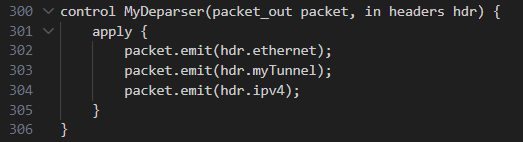 300 control MyDeparser(packet_out packet, in headers hdr) {
301     apply {
302         packet.emit(hdr.ethernet);
303         packet.emit(hdr.myTunnel);
304         packet.emit(hdr.ipv4);
305     }
306 }